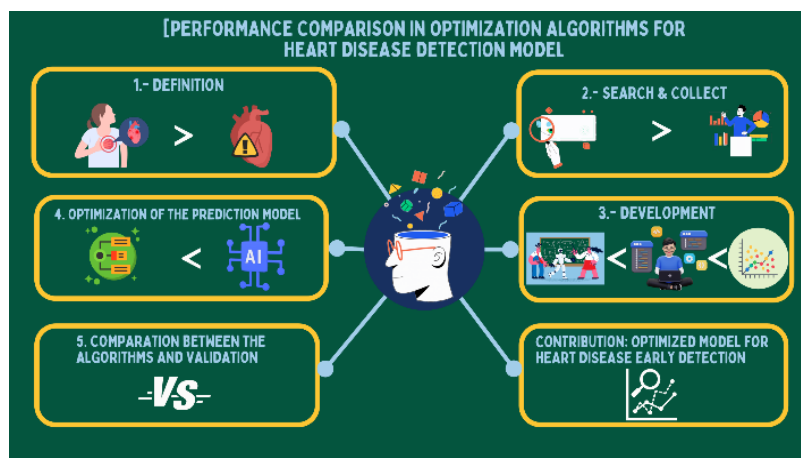 [PERFORMANCE COMPARISON IN OPTIMIZATION ALGORITHMS FOR
HEART DISEASE DETECTION MODEL
1.- DEFINITION
>
2.- SEARCH & COLLECT
>
4. OPTIMIZATION OF THE PREDICTION MODEL
<
AI
3.- DEVELOPMENT
<
<
5. COMPARATION BETWEEN THE
ALGORITHMS AND VALIDATION
-VS-
CONTRIBUTION: OPTIMIZED MODEL FOR
HEART DISEASE EARLY DETECTION